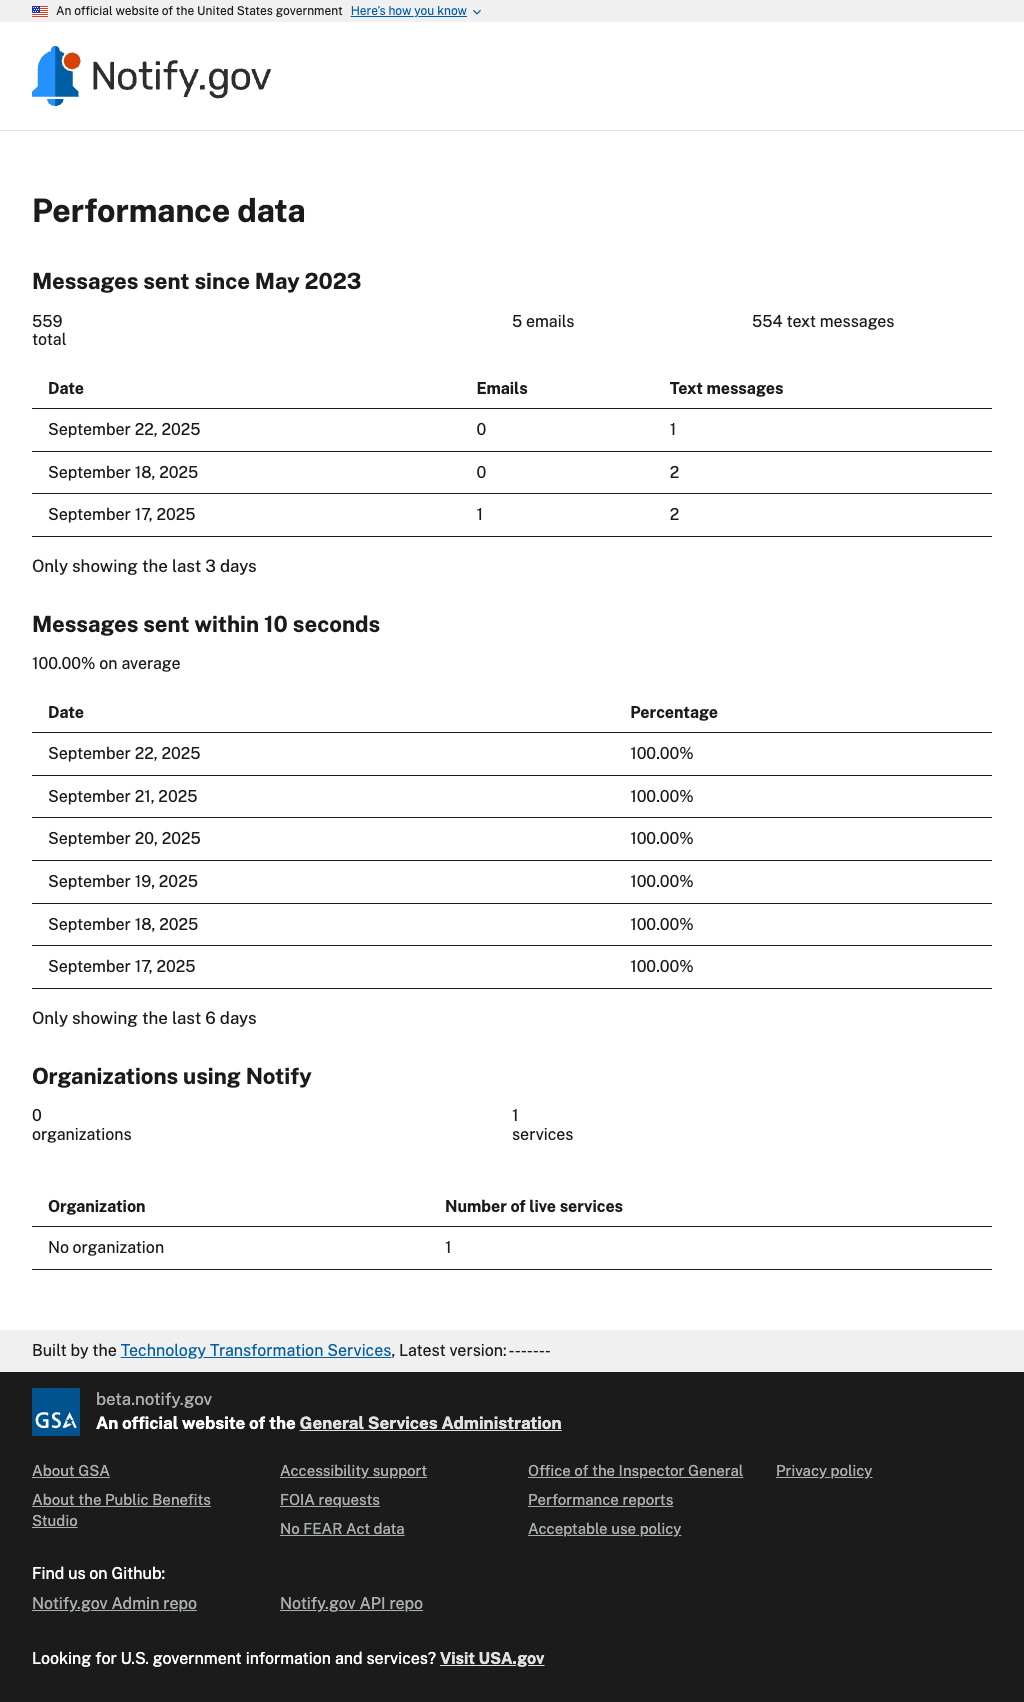 An official website of the United States government Here's how you know
Notify.gov
Performance data
Messages sent since May 2023
559
total
5 emails
554 text messages
Date Emails Text messages
September 22, 2025 0 1
September 18, 2025 0 2
September 17, 2025 1 2
Only showing the last 3 days
Messages sent within 10 seconds
100.00% on average
Date Percentage
September 22, 2025 100.00%
September 21, 2025 100.00%
September 20, 2025 100.00%
September 19, 2025 100.00%
September 18, 2025 100.00%
September 17, 2025 100.00%
Only showing the last 6 days
Organizations using Notify
0
organizations
1
services
Organization Number of live services
No organization 1
Built by the Technology Transformation Services, Latest version:-------
GSA
beta.notify.gov
An official website of the General Services Administration
About GSA
About the Public Benefits
Studio
Accessibility support
FOIA requests
No FEAR Act data
Office of the Inspector General
Performance reports
Acceptable use policy
Privacy policy
Find us on Github:
Notify.gov Admin repo Notify.gov API repo
Looking for U.S. government information and services? Visit USA.gov